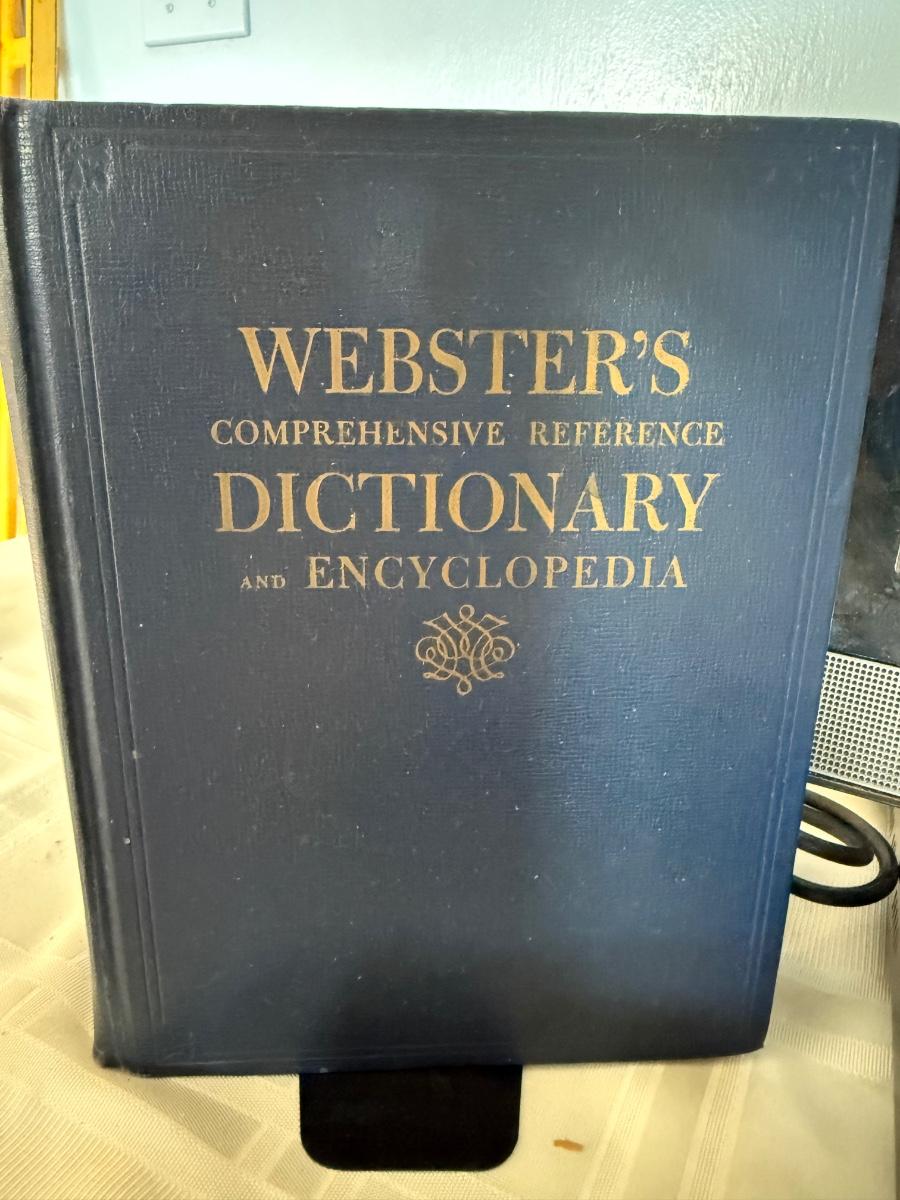 WEBSTER'S
COMPREHENSIVE REFERENCE
DICTIONARY
AND ENCYCLOPEDIA